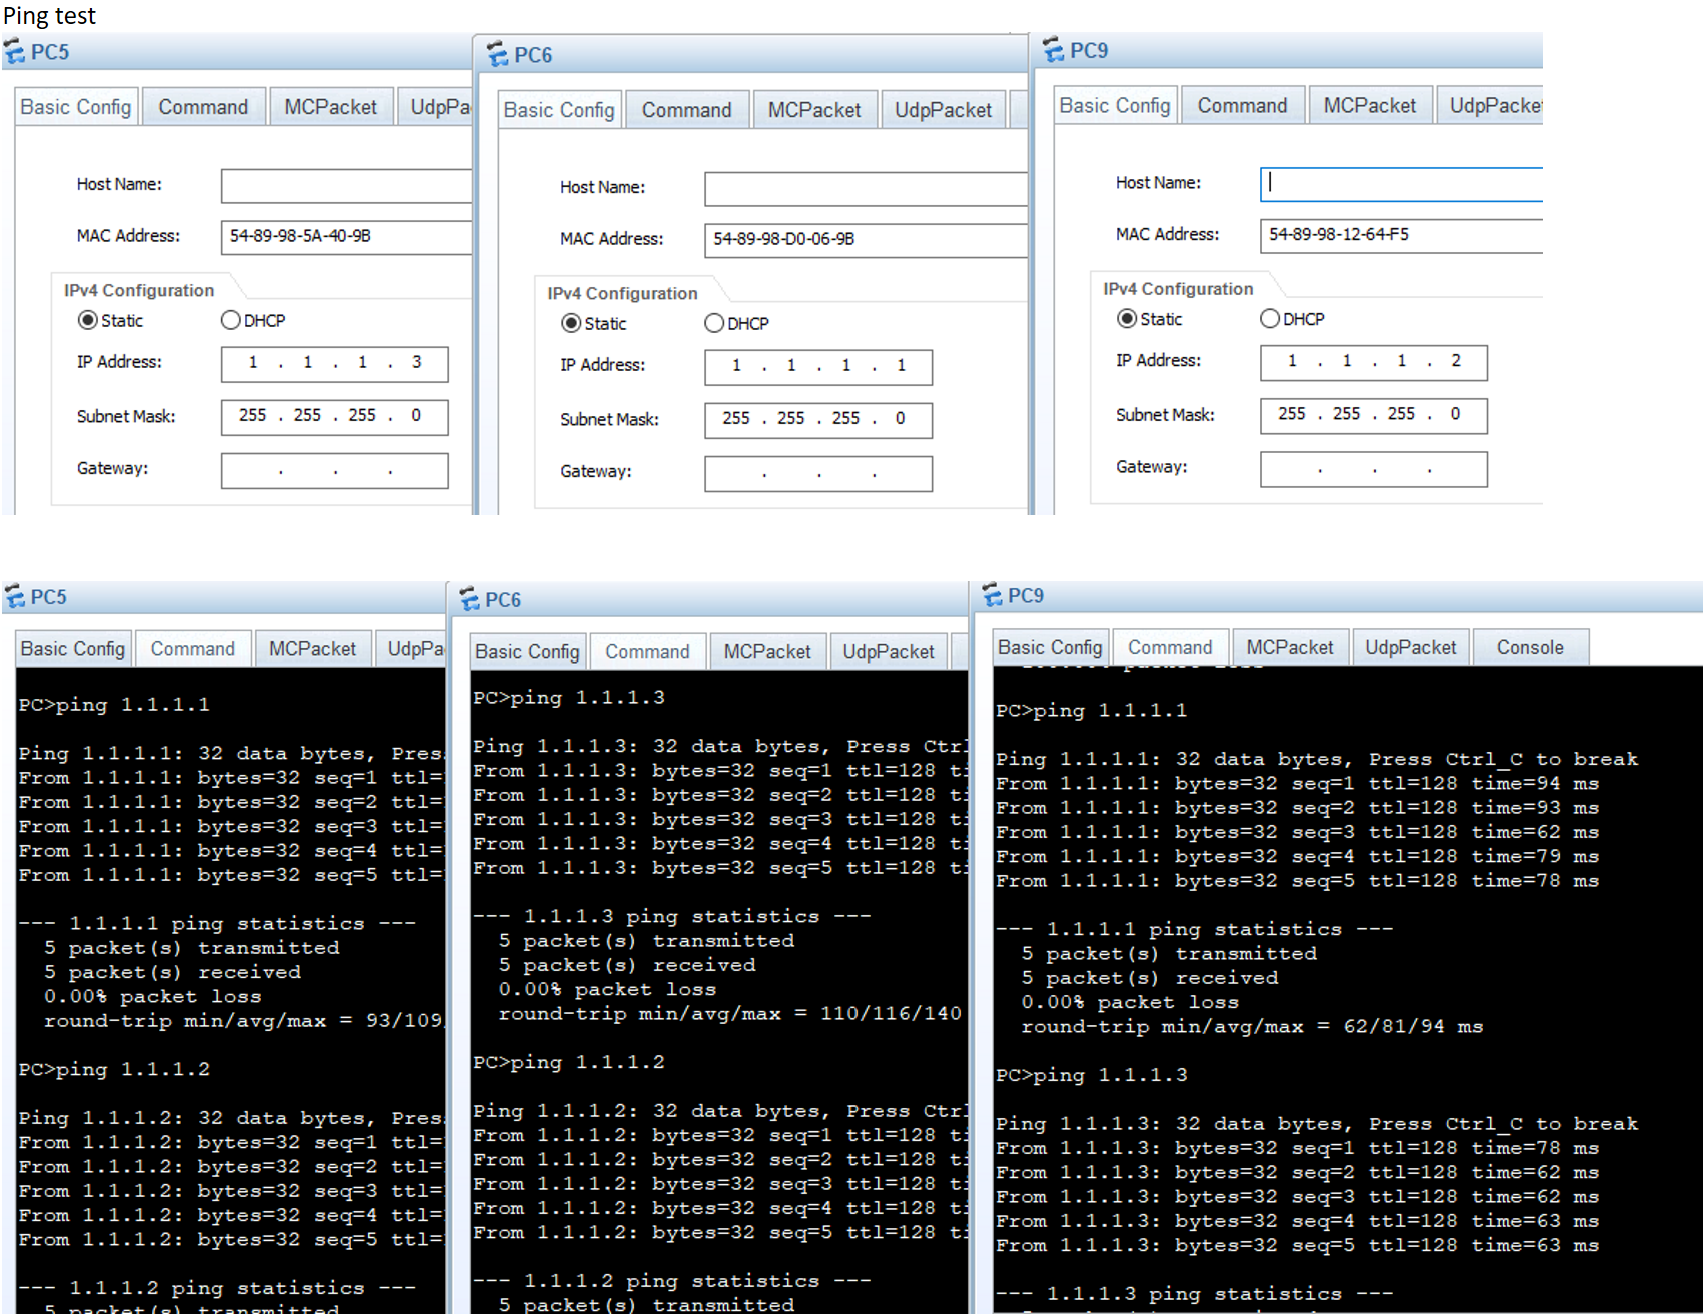 Ping test
PC5
Basic Config Command MCPacket UdpPa
Host Name:
MAC Address: 54-89-98-5A-40-9B
IPv4 Configuration
Static DHCP
IP Address: 1 . 1 . 1 . 3
Subnet Mask: 255 . 255 . 255 . 0
Gateway: . . .
PC6
Basic Config Command MCPacket UdpPacket
Host Name:
MAC Address: 54-89-98-D0-06-9B
IPv4 Configuration
Static DHCP
IP Address: 1 . 1 . 1 . 1
Subnet Mask: 255 . 255 . 255 . 0
Gateway: . . .
PC9
Basic Config Command MCPacket UdpPacket
Host Name:
MAC Address: 54-89-98-12-64-F5
IPv4 Configuration
Static DHCP
IP Address: 1 . 1 . 1 . 2
Subnet Mask: 255 . 255 . 255 . 0
Gateway: . . .
PC5
Basic Config Command MCPacket UdpPa
PC>ping 1.1.1.1
Ping 1.1.1.1: 32 data bytes, Pres
From 1.1.1.1: bytes=32 seq=1 ttl=
From 1.1.1.1: bytes=32 seq=2 ttl=
From 1.1.1.1: bytes=32 seq=3 ttl=
From 1.1.1.1: bytes=32 seq=4 ttl=
From 1.1.1.1: bytes=32 seq=5 ttl=
--- 1.1.1.1 ping statistics ---
5 packet(s) transmitted
5 packet(s) received
0.00% packet loss
round-trip min/avg/max = 93/109
PC>ping 1.1.1.2
Ping 1.1.1.2: 32 data bytes, Pres
From 1.1.1.2: bytes=32 seq=1 ttl=
From 1.1.1.2: bytes=32 seq=2 ttl=
From 1.1.1.2: bytes=32 seq=3 ttl=
From 1.1.1.2: bytes=32 seq=4 ttl=
From 1.1.1.2: bytes=32 seq=5 ttl=
--- 1.1.1.2 ping statistics ---
5 packet(s) transmitted
PC6
Basic Config Command MCPacket UdpPacket
PC>ping 1.1.1.3
Ping 1.1.1.3: 32 data bytes, Press Ctrl
From 1.1.1.3: bytes=32 seq=1 ttl=128 ti
From 1.1.1.3: bytes=32 seq=2 ttl=128 ti
From 1.1.1.3: bytes=32 seq=3 ttl=128 ti
From 1.1.1.3: bytes=32 seq=4 ttl=128 ti
From 1.1.1.3: bytes=32 seq=5 ttl=128 ti
--- 1.1.1.3 ping statistics ---
5 packet(s) transmitted
5 packet(s) received
0.00% packet loss
round-trip min/avg/max = 110/116/140
PC>ping 1.1.1.2
Ping 1.1.1.2: 32 data bytes, Press Ctrl
From 1.1.1.2: bytes=32 seq=1 ttl=128 ti
From 1.1.1.2: bytes=32 seq=2 ttl=128 ti
From 1.1.1.2: bytes=32 seq=3 ttl=128 ti
From 1.1.1.2: bytes=32 seq=4 ttl=128 ti
From 1.1.1.2: bytes=32 seq=5 ttl=128 ti
--- 1.1.1.2 ping statistics ---
5 packet(s) transmitted
PC9
Basic Config Command MCPacket UdpPacket Console
PC>ping 1.1.1.1
Ping 1.1.1.1: 32 data bytes, Press Ctrl_C to break
From 1.1.1.1: bytes=32 seq=1 ttl=128 time=94 ms
From 1.1.1.1: bytes=32 seq=2 ttl=128 time=93 ms
From 1.1.1.1: bytes=32 seq=3 ttl=128 time=62 ms
From 1.1.1.1: bytes=32 seq=4 ttl=128 time=79 ms
From 1.1.1.1: bytes=32 seq=5 ttl=128 time=78 ms
--- 1.1.1.1 ping statistics ---
5 packet(s) transmitted
5 packet(s) received
0.00% packet loss
round-trip min/avg/max = 62/81/94 ms
PC>ping 1.1.1.3
Ping 1.1.1.3: 32 data bytes, Press Ctrl_C to break
From 1.1.1.3: bytes=32 seq=1 ttl=128 time=78 ms
From 1.1.1.3: bytes=32 seq=2 ttl=128 time=62 ms
From 1.1.1.3: bytes=32 seq=3 ttl=128 time=62 ms
From 1.1.1.3: bytes=32 seq=4 ttl=128 time=63 ms
From 1.1.1.3: bytes=32 seq=5 ttl=128 time=63 ms
--- 1.1.1.3 ping statistics ---